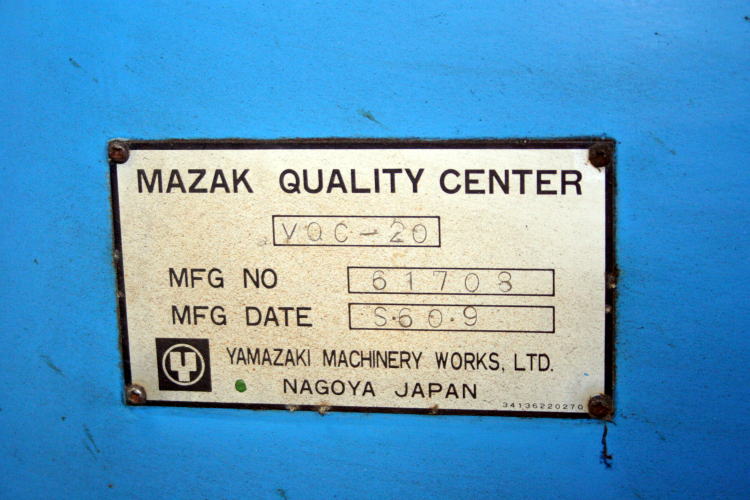 MAZAK QUALITY CENTER
VQC-20
MFG NO 61708
MFG DATE S.60.9
YAMAZAKI MACHINERY WORKS, LTD.
NAGOYA JAPAN
34136220270